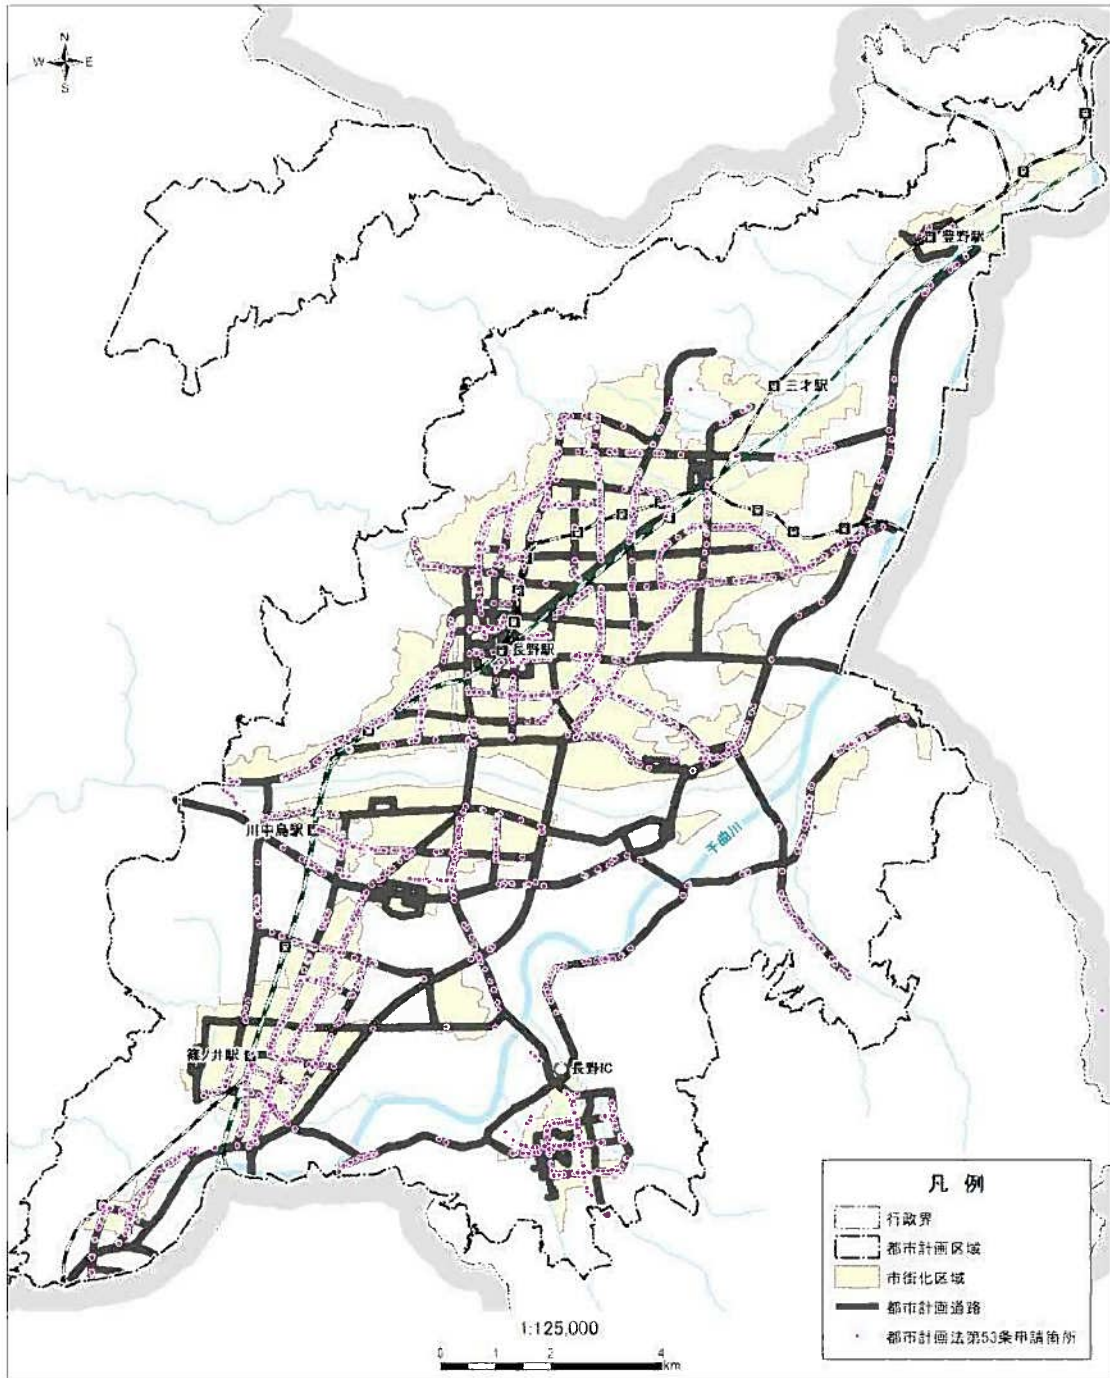 N
W E
S
豊野駅
三才駅
長野駅
川中島駅
千曲川
篠ノ井駅
長野IC
凡 例
行政界
都市計画区域
市街化区域
都市計画道路
都市計画法第53条申請箇所
1:125,000
0 1 2 4
km